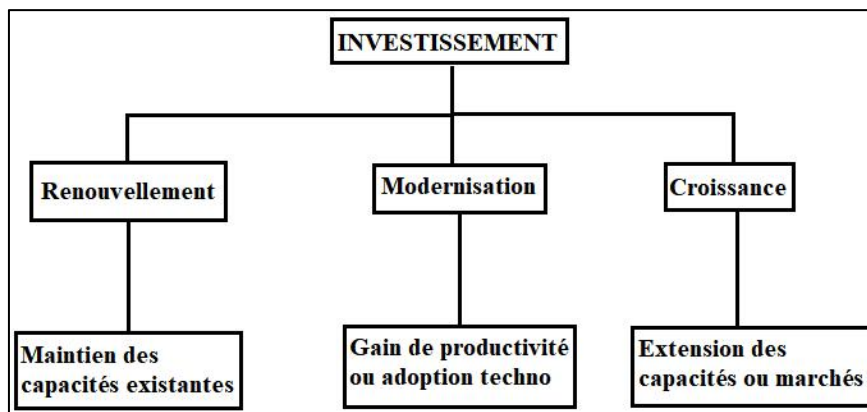 INVESTISSEMENT
Renouvellement
Modernisation
Croissance
Maintien des
capacités existantes
Gain de productivité
ou adoption techno
Extension des
capacités ou marchés